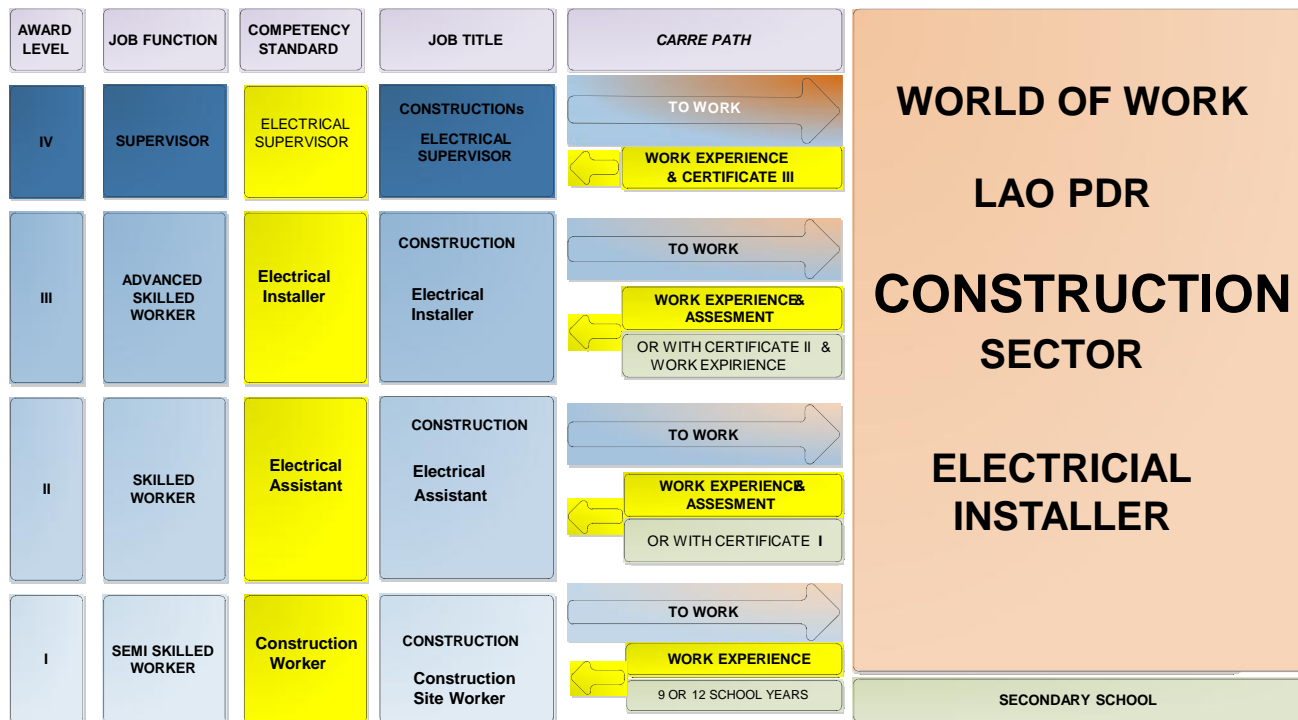 AWARD
LEVEL
JOB FUNCTION
COMPETENCY
STANDARD
JOB TITLE
CARRE PATH
IV
SUPERVISOR
ELECTRICAL
SUPERVISOR
CONSTRUCTIONs
ELECTRICAL
SUPERVISOR
TO WORK
WORK EXPERIENCE
& CERTIFICATE III
III
ADVANCED
SKILLED
WORKER
Electrical
Installer
CONSTRUCTION
Electrical
Installer
TO WORK
WORK EXPERIENCE&
ASSESMENT
OR WITH CERTIFICATE II &
WORK EXPIRIENCE
II
SKILLED
WORKER
Electrical
Assistant
CONSTRUCTION
Electrical
Assistant
TO WORK
WORK EXPERIENCE&
ASSESMENT
OR WITH CERTIFICATE I
I
SEMI SKILLED
WORKER
Construction
Worker
CONSTRUCTION
Construction
Site Worker
TO WORK
WORK EXPERIENCE
9 OR 12 SCHOOL YEARS
WORLD OF WORK
LAO PDR
CONSTRUCTION
SECTOR
ELECTRICIAL
INSTALLER
SECONDARY SCHOOL